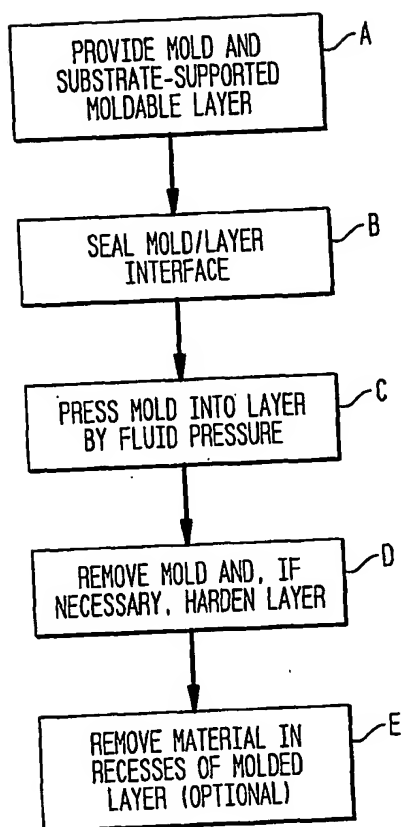 PROVIDE MOLD AND
SUBSTRATE-SUPPORTED
MOLDABLE LAYER
A
SEAL MOLD/LAYER
INTERFACE
B
PRESS MOLD INTO LAYER
BY FLUID PRESSURE
C
REMOVE MOLD AND, IF
NECESSARY, HARDEN LAYER
D
REMOVE MATERIAL IN
RECESSES OF MOLDED
LAYER (OPTIONAL)
E